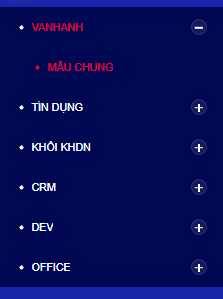 VANHANH
MẪU CHUNG
TÍN DỤNG
KHỐI KHDN
CRM
DEV
OFFICE